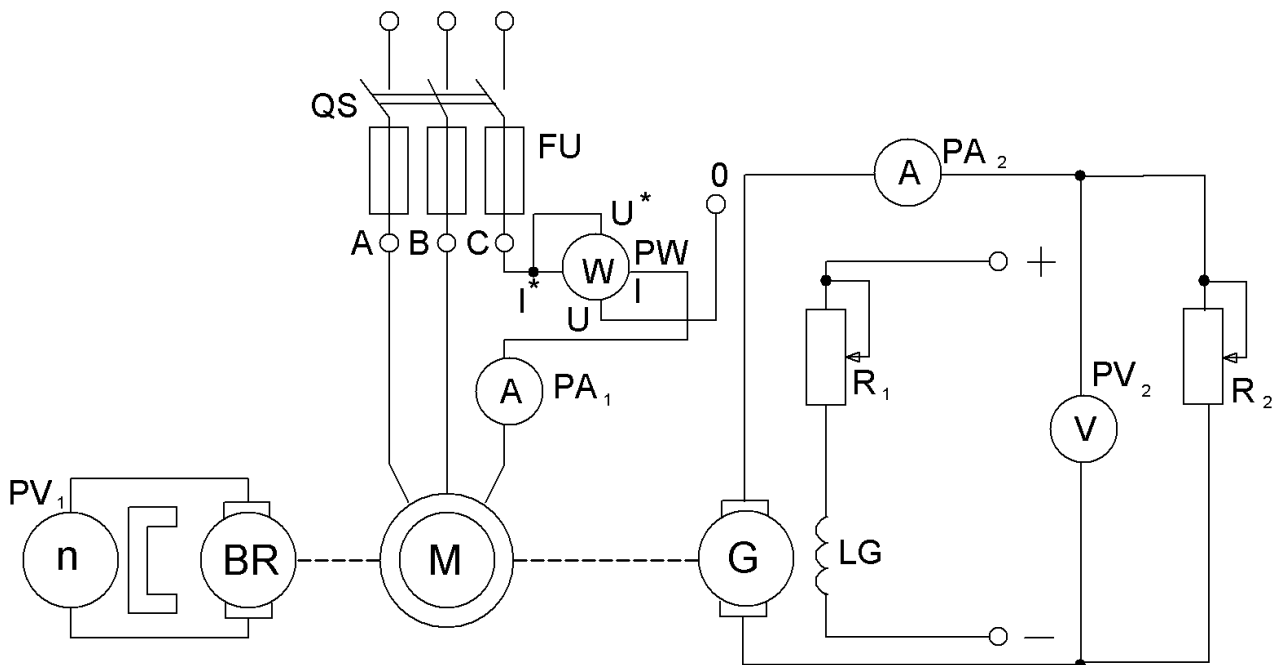 QS
FU
0
PA₂
A
U*
A B C
W
PW
I*
I
U
+
A
PA₁
R₁
PV₂
R₂
V
PV₁
n
BR
M
G
LG
—